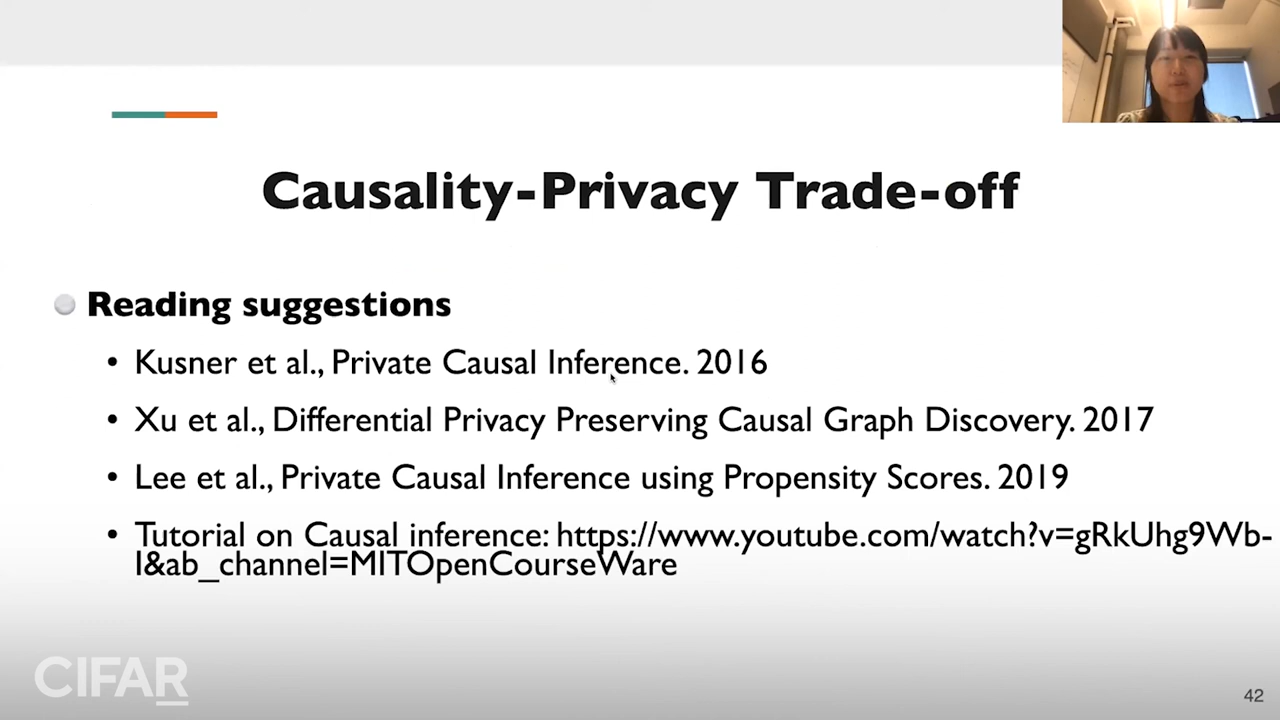 Causality-Privacy Trade-off
Reading suggestions
• Kusner et al., Private Causal Inference. 2016
• Xu et al., Differential Privacy Preserving Causal Graph Discovery. 2017
• Lee et al., Private Causal Inference using Propensity Scores. 2019
• Tutorial on Causal inference: https://www.youtube.com/watch?v=gRkUhg9Wb-
I&ab_channel=MITOpenCourseWare
CIFAR
42